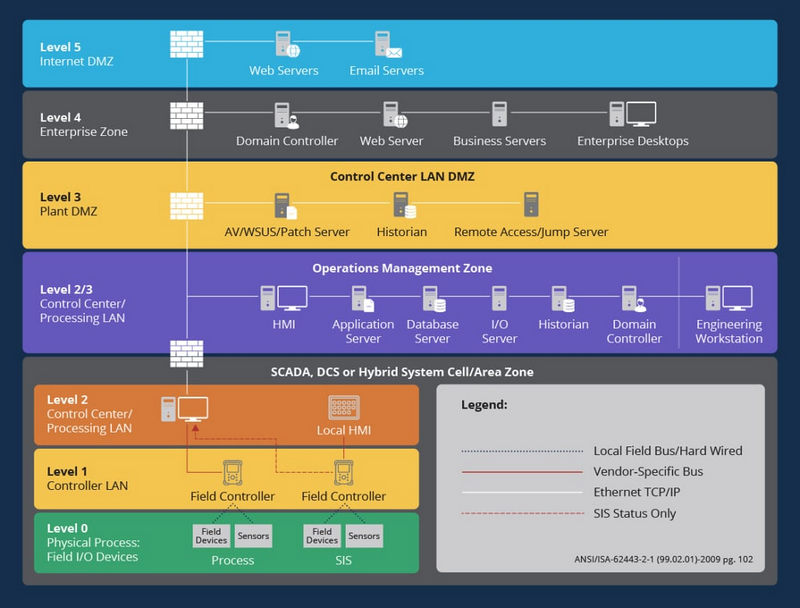 Level 5
Internet DMZ
Web Servers
Email Servers
Level 4
Enterprise Zone
Domain Controller
Web Server
Business Servers
Enterprise Desktops
Control Center LAN DMZ
Level 3
Plant DMZ
AV/WSUS/Patch Server
Historian
Remote Access/Jump Server
Operations Management Zone
Level 2/3
Control Center/
Processing LAN
HMI
Application
Server
Database
Server
I/O
Server
Historian
Domain
Controller
Engineering
Workstation
SCADA, DCS or Hybrid System Cell/Area Zone
Level 2
Control Center/
Processing LAN
Local HMI
Level 1
Controller LAN
Field Controller
Field Controller
Level 0
Physical Process:
Field I/O Devices
Field
Devices
Sensors
Process
Field
Devices
Sensors
SIS
Legend:
Local Field Bus/Hard Wired
Vendor-Specific Bus
Ethernet TCP/IP
SIS Status Only
ANSI/ISA-62443-2-1 (99.02.01)-2009 pg. 102